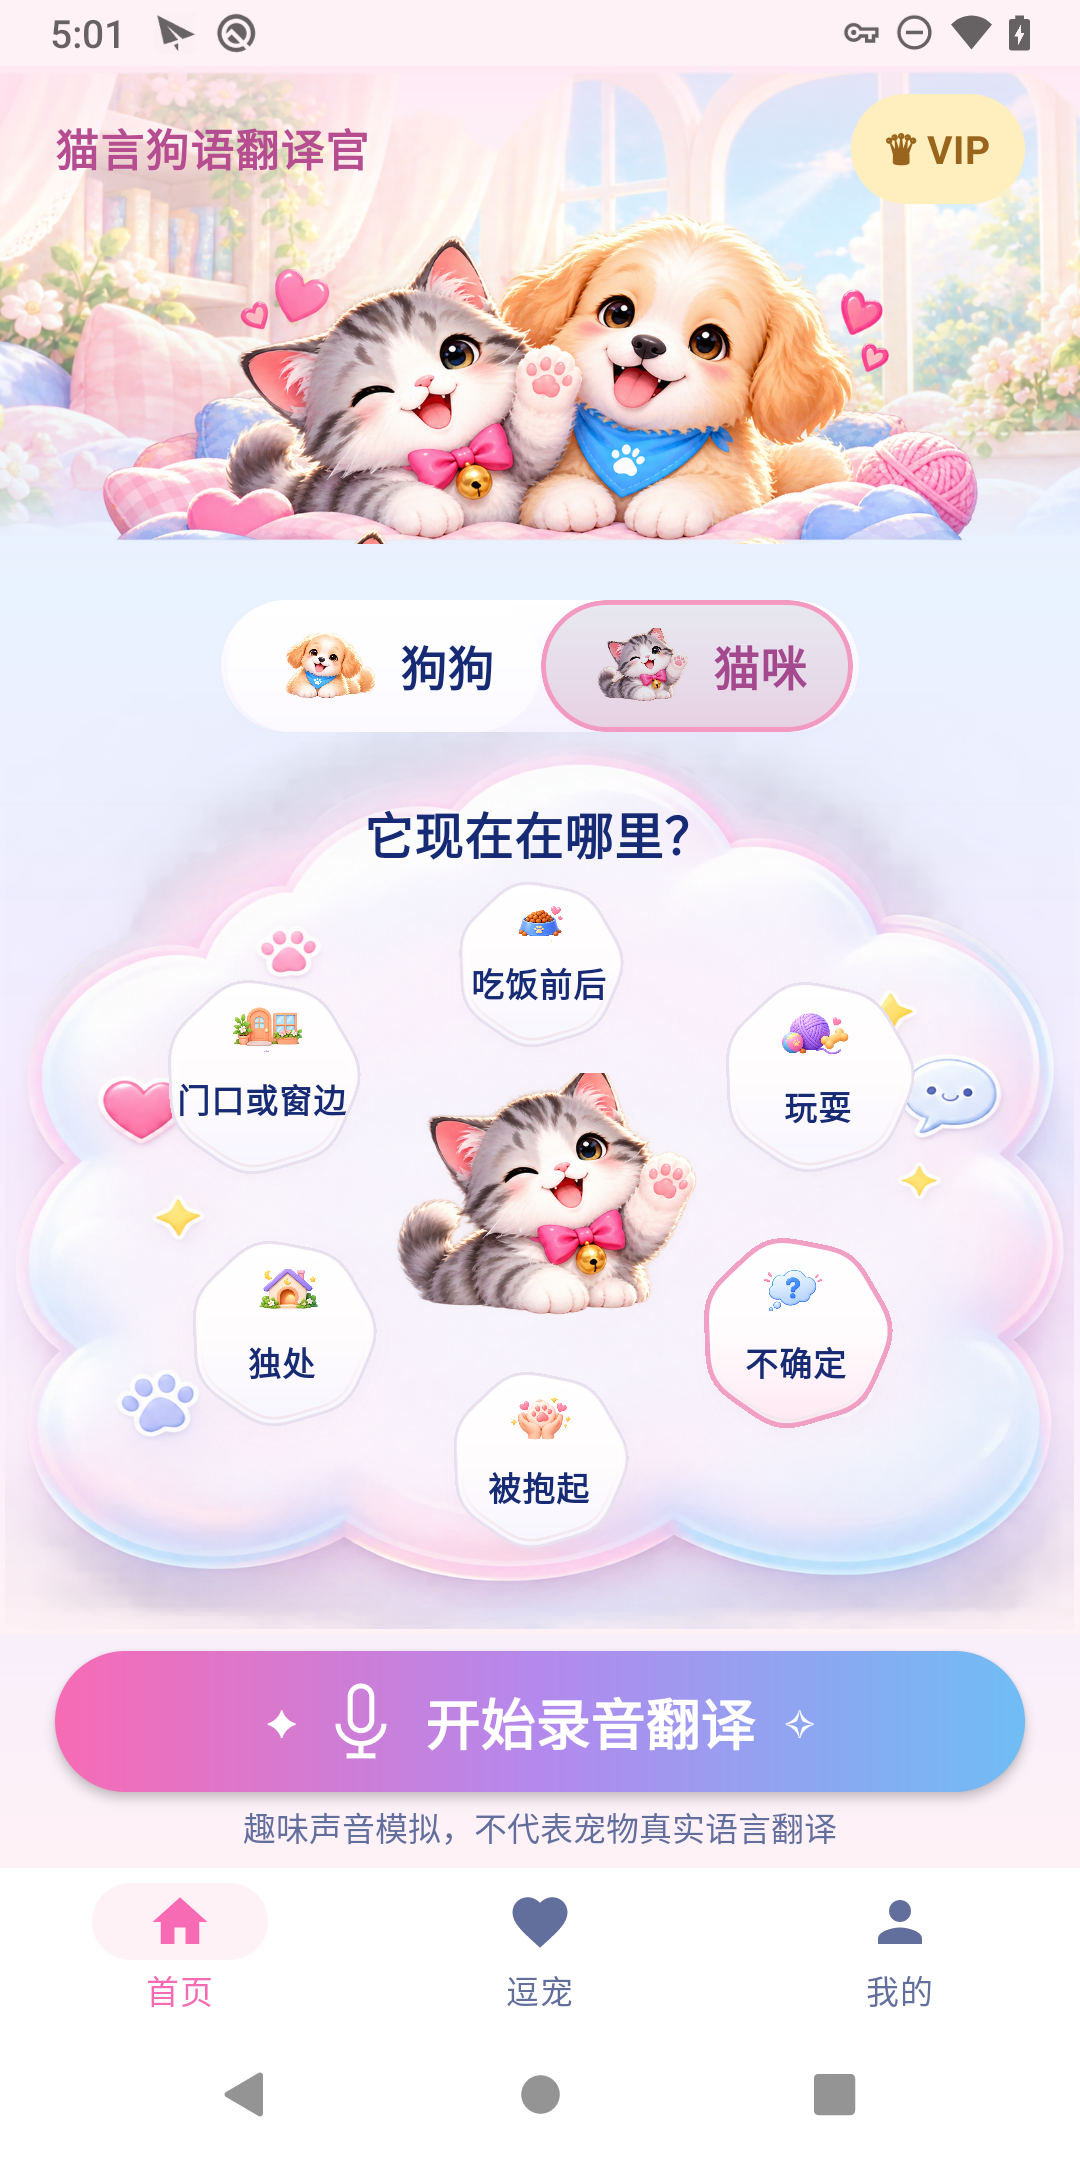 5:01
猫言狗语翻译官
VIP
狗狗
猫咪
它现在在哪里?
吃饭前后
门口或窗边
玩耍
独处
不确定
被抱起
开始录音翻译
趣味声音模拟，不代表宠物真实语言翻译
首页
逗宠
我的